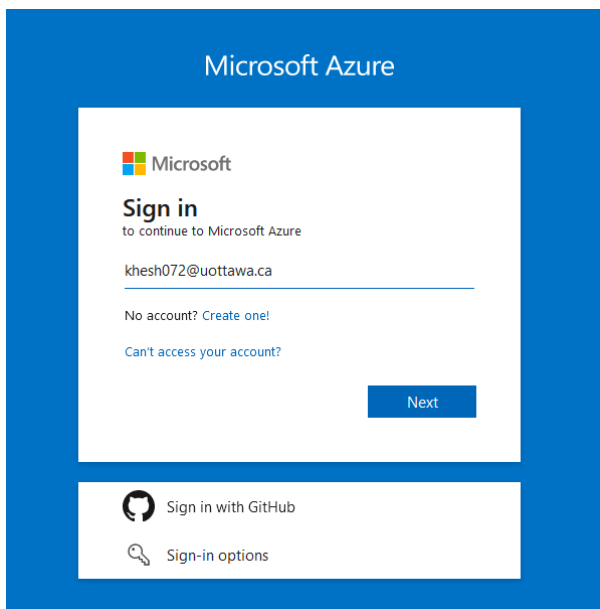 Microsoft Azure
Microsoft
Sign in
to continue to Microsoft Azure
khesh072@uottawa.ca
No account? Create one!
Can't access your account?
Next
Sign in with GitHub
Sign-in options